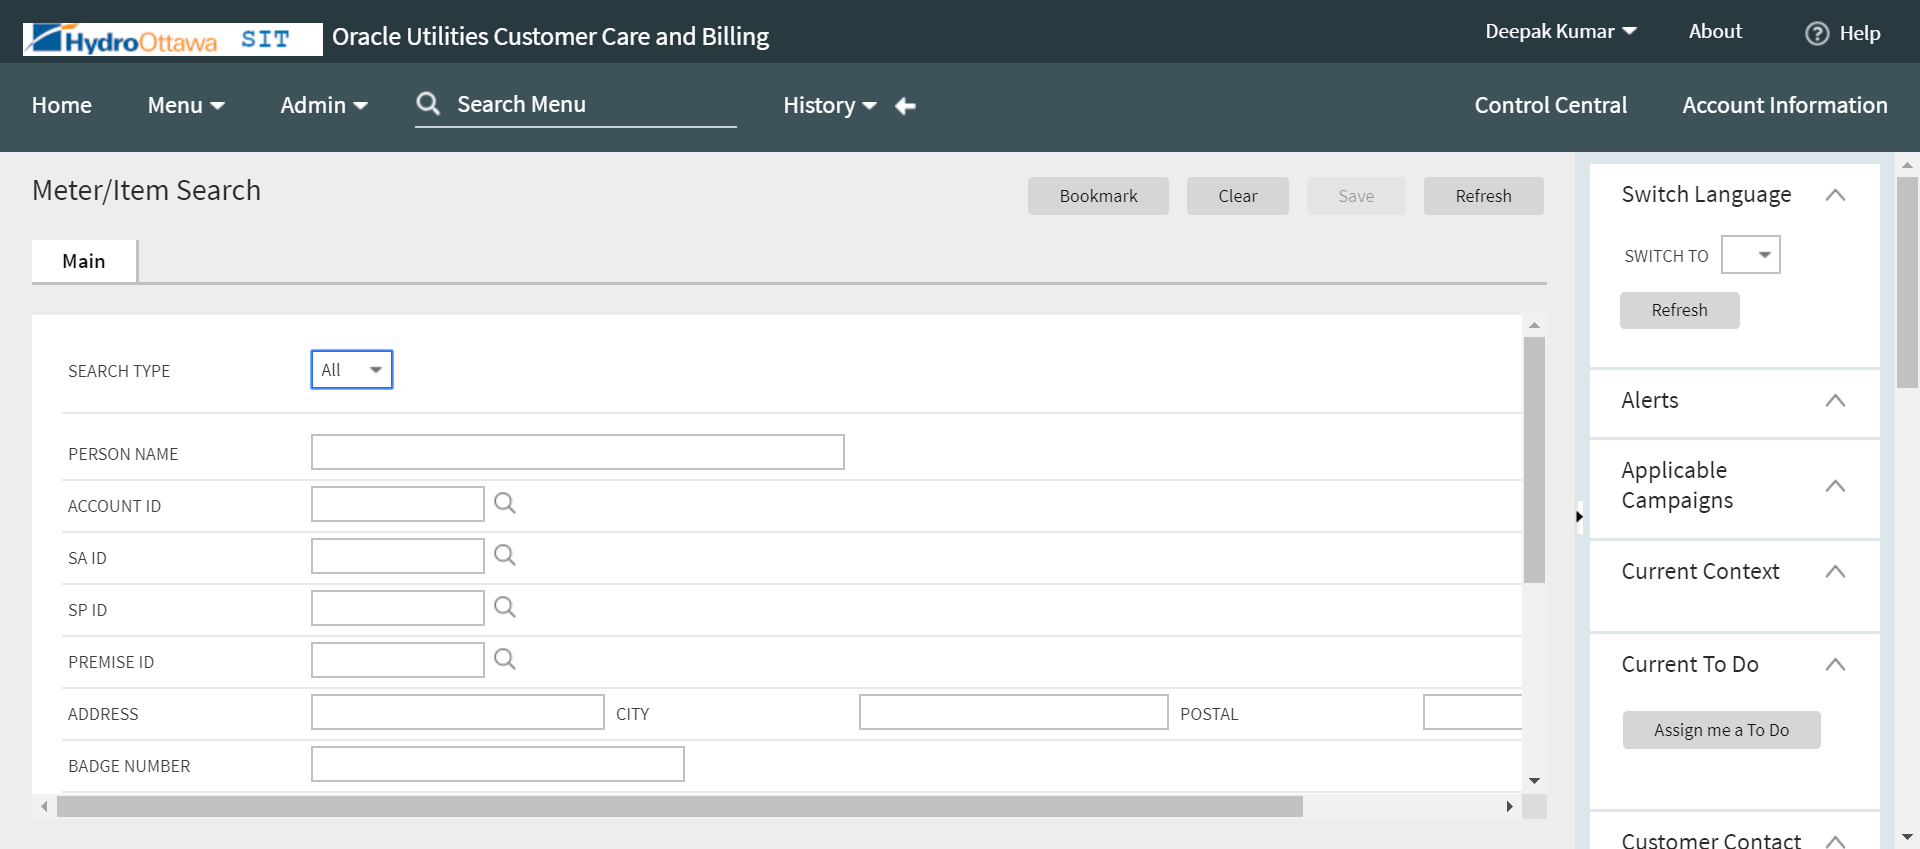 HydroOttawa SIT Oracle Utilities Customer Care and Billing Deepak Kumar About ? Help
Home Menu Admin Search Menu History Control Central Account Information
Meter/Item Search
Bookmark Clear Save Refresh
Main
SEARCH TYPE All
PERSON NAME
ACCOUNT ID
SA ID
SP ID
PREMISE ID
ADDRESS CITY POSTAL
BADGE NUMBER
Switch Language
SWITCH TO
Refresh
Alerts
Applicable
Campaigns
Current Context
Current To Do
Assign me a To Do
Customer Contact